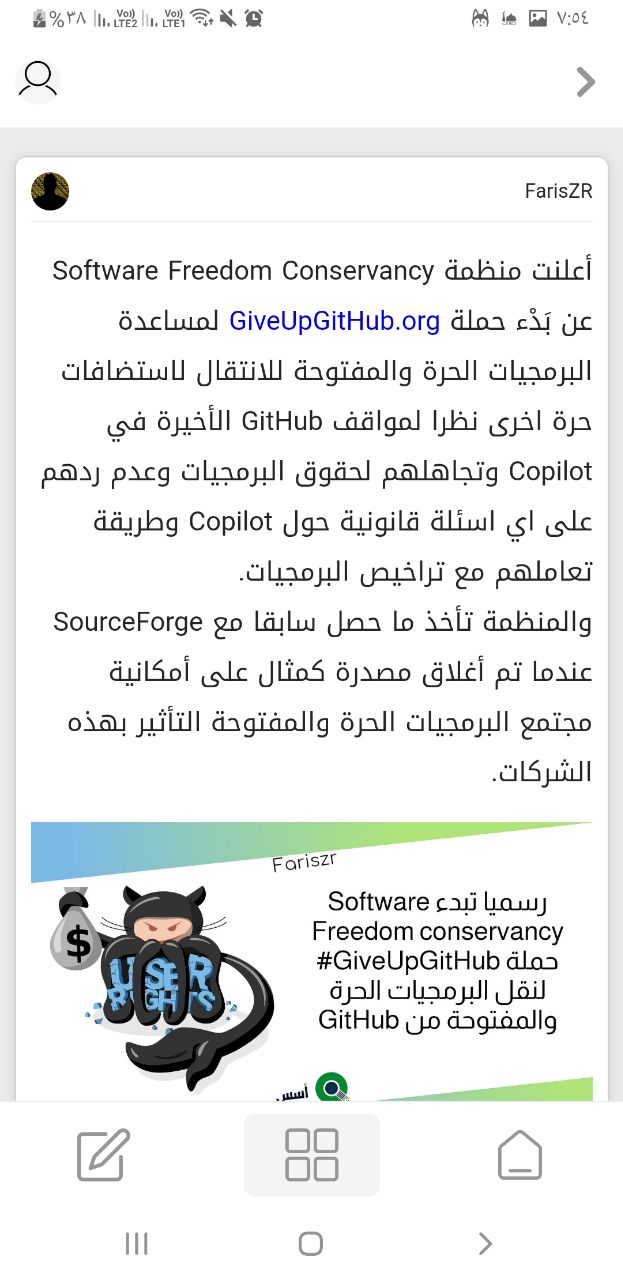 ٧:٥٤
%٣٨
Vo))
LTE2
Vo))
LTE1
FarisZR
أعلنت منظمة Software Freedom Conservancy
عن بَدْء حملة GiveUpGitHub.org لمساعدة
البرمجيات الحرة والمفتوحة للانتقال لاستضافات
حرة اخرى نظرا لمواقف GitHub الأخيرة في
Copilot وتجاهلهم لحقوق البرمجيات وعدم ردهم
على اي اسئلة قانونية حول Copilot وطريقة
تعاملهم مع تراخيص البرمجيات.
والمنظمة تأخذ ما حصل سابقا مع SourceForge
عندما تم أغلاق مصدرة كمثال على أمكانية
مجتمع البرمجيات الحرة والمفتوحة التأثير بهذه
الشركات.
Fariszr
رسميا تبدء Software
Freedom conservancy
حملة GiveUpGitHub#
لنقل البرمجيات الحرة
والمفتوحة من GitHub
$
USER
RIGHTS
أسس